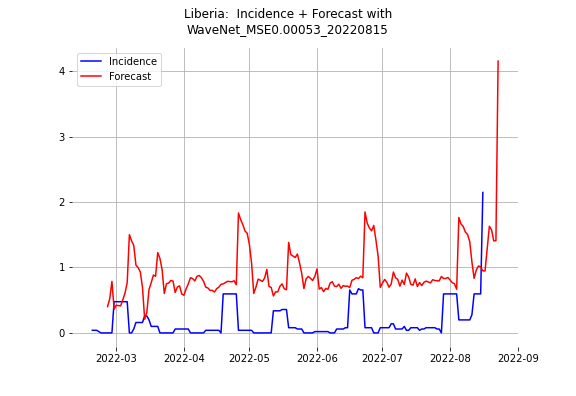 Liberia:  Incidence + Forecast with
WaveNet_MSE0.00053_20220815
Incidence
Forecast
4
3
2
1
0
2022-03 2022-04 2022-05 2022-06 2022-07 2022-08 2022-09